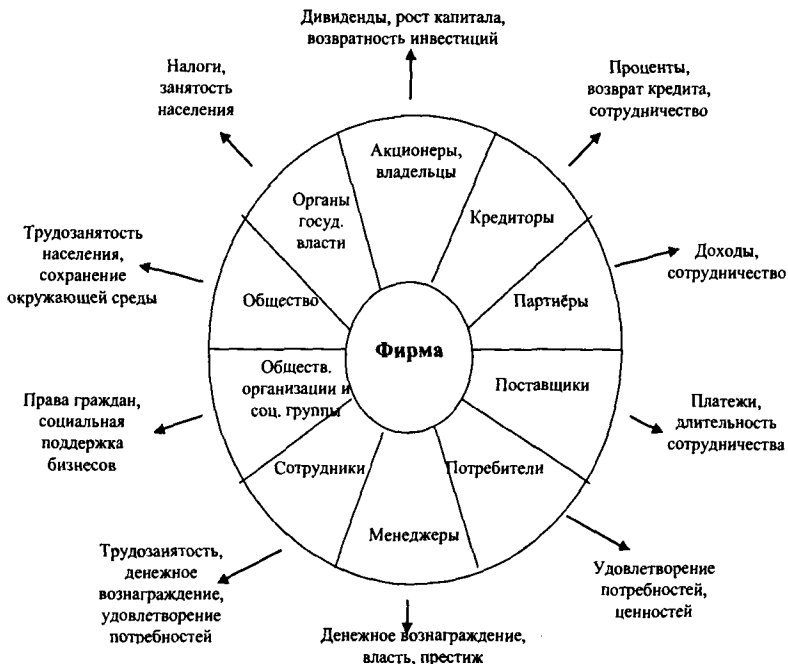 Дивиденды, рост капитала,
возвратность инвестиций
Налоги,
занятость
населения
Проценты,
возврат кредита,
сотрудничество
Акционеры,
владельцы
Органы
госуд.
власти
Кредиторы
Трудозанятость
населения,
сохранение
окружающей среды
Доходы,
сотрудничество
Общество
Партнёры
Фирма
Обществ.
организации и
соц. группы
Поставщики
Права граждан,
социальная
поддержка
бизнесов
Платежи,
длительность
сотрудничества
Сотрудники
Потребители
Менеджеры
Трудозанятость,
денежное
вознаграждение,
удовлетворение
потребностей
Удовлетворение
потребностей,
ценностей
Денежное вознаграждение,
власть, престиж